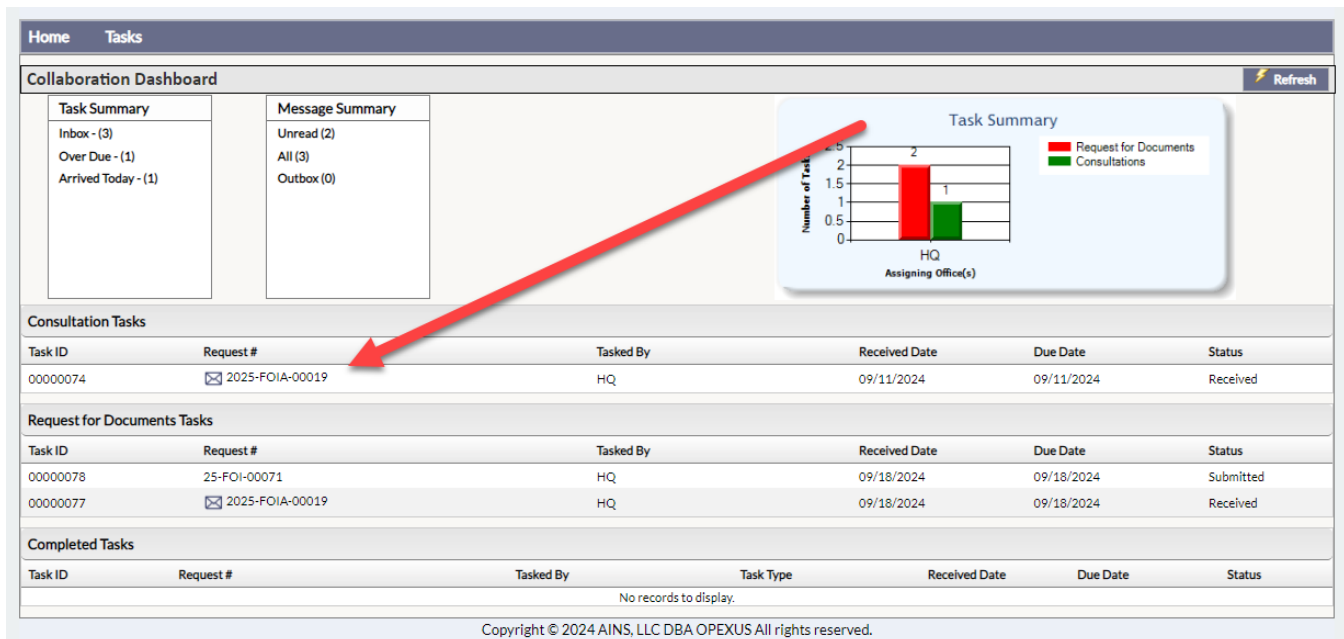 Home Tasks
Collaboration Dashboard Refresh
Task Summary Message Summary
Inbox - (3) Unread (2)
Over Due - (1) All (3)
Arrived Today - (1) Outbox (0)
Task Summary
Request for Documents
Consultations
Number of Task
2.5
2
1.5
1
0.5
0
2
1
HQ
Assigning Office(s)
Consultation Tasks
Task ID Request # Tasked By Received Date Due Date Status
00000074 2025-FOIA-00019 HQ 09/11/2024 09/11/2024 Received
Request for Documents Tasks
Task ID Request # Tasked By Received Date Due Date Status
00000078 25-FOI-00071 HQ 09/18/2024 09/18/2024 Submitted
00000077 2025-FOIA-00019 HQ 09/18/2024 09/18/2024 Received
Completed Tasks
Task ID Request # Tasked By Task Type Received Date Due Date Status
No records to display.
Copyright © 2024 AINS, LLC DBA OPEXUS All rights reserved.